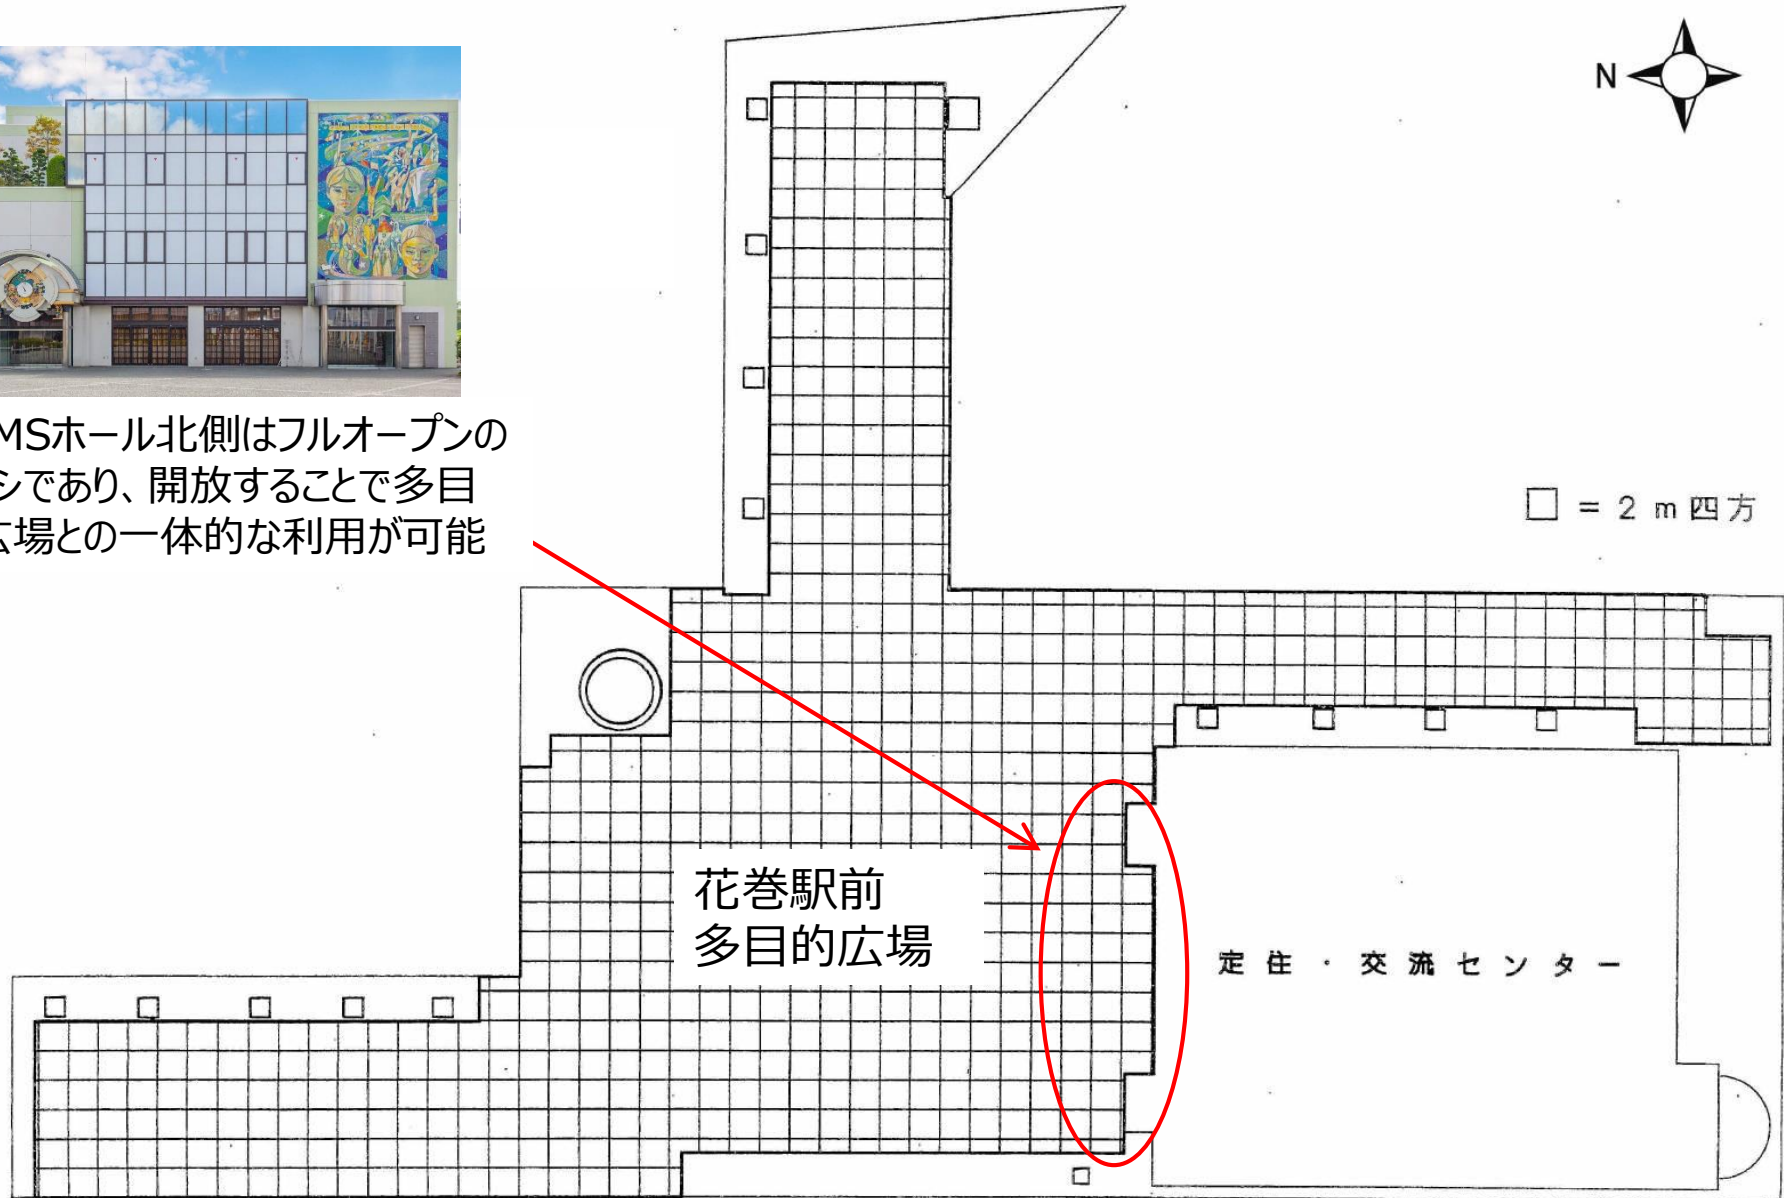 N
MSホール北側はフルオープンの
シであり、開放することで多目
広場との一体的な利用が可能
□ = 2 m 四方
花巻駅前
多目的広場
定住・交流センター